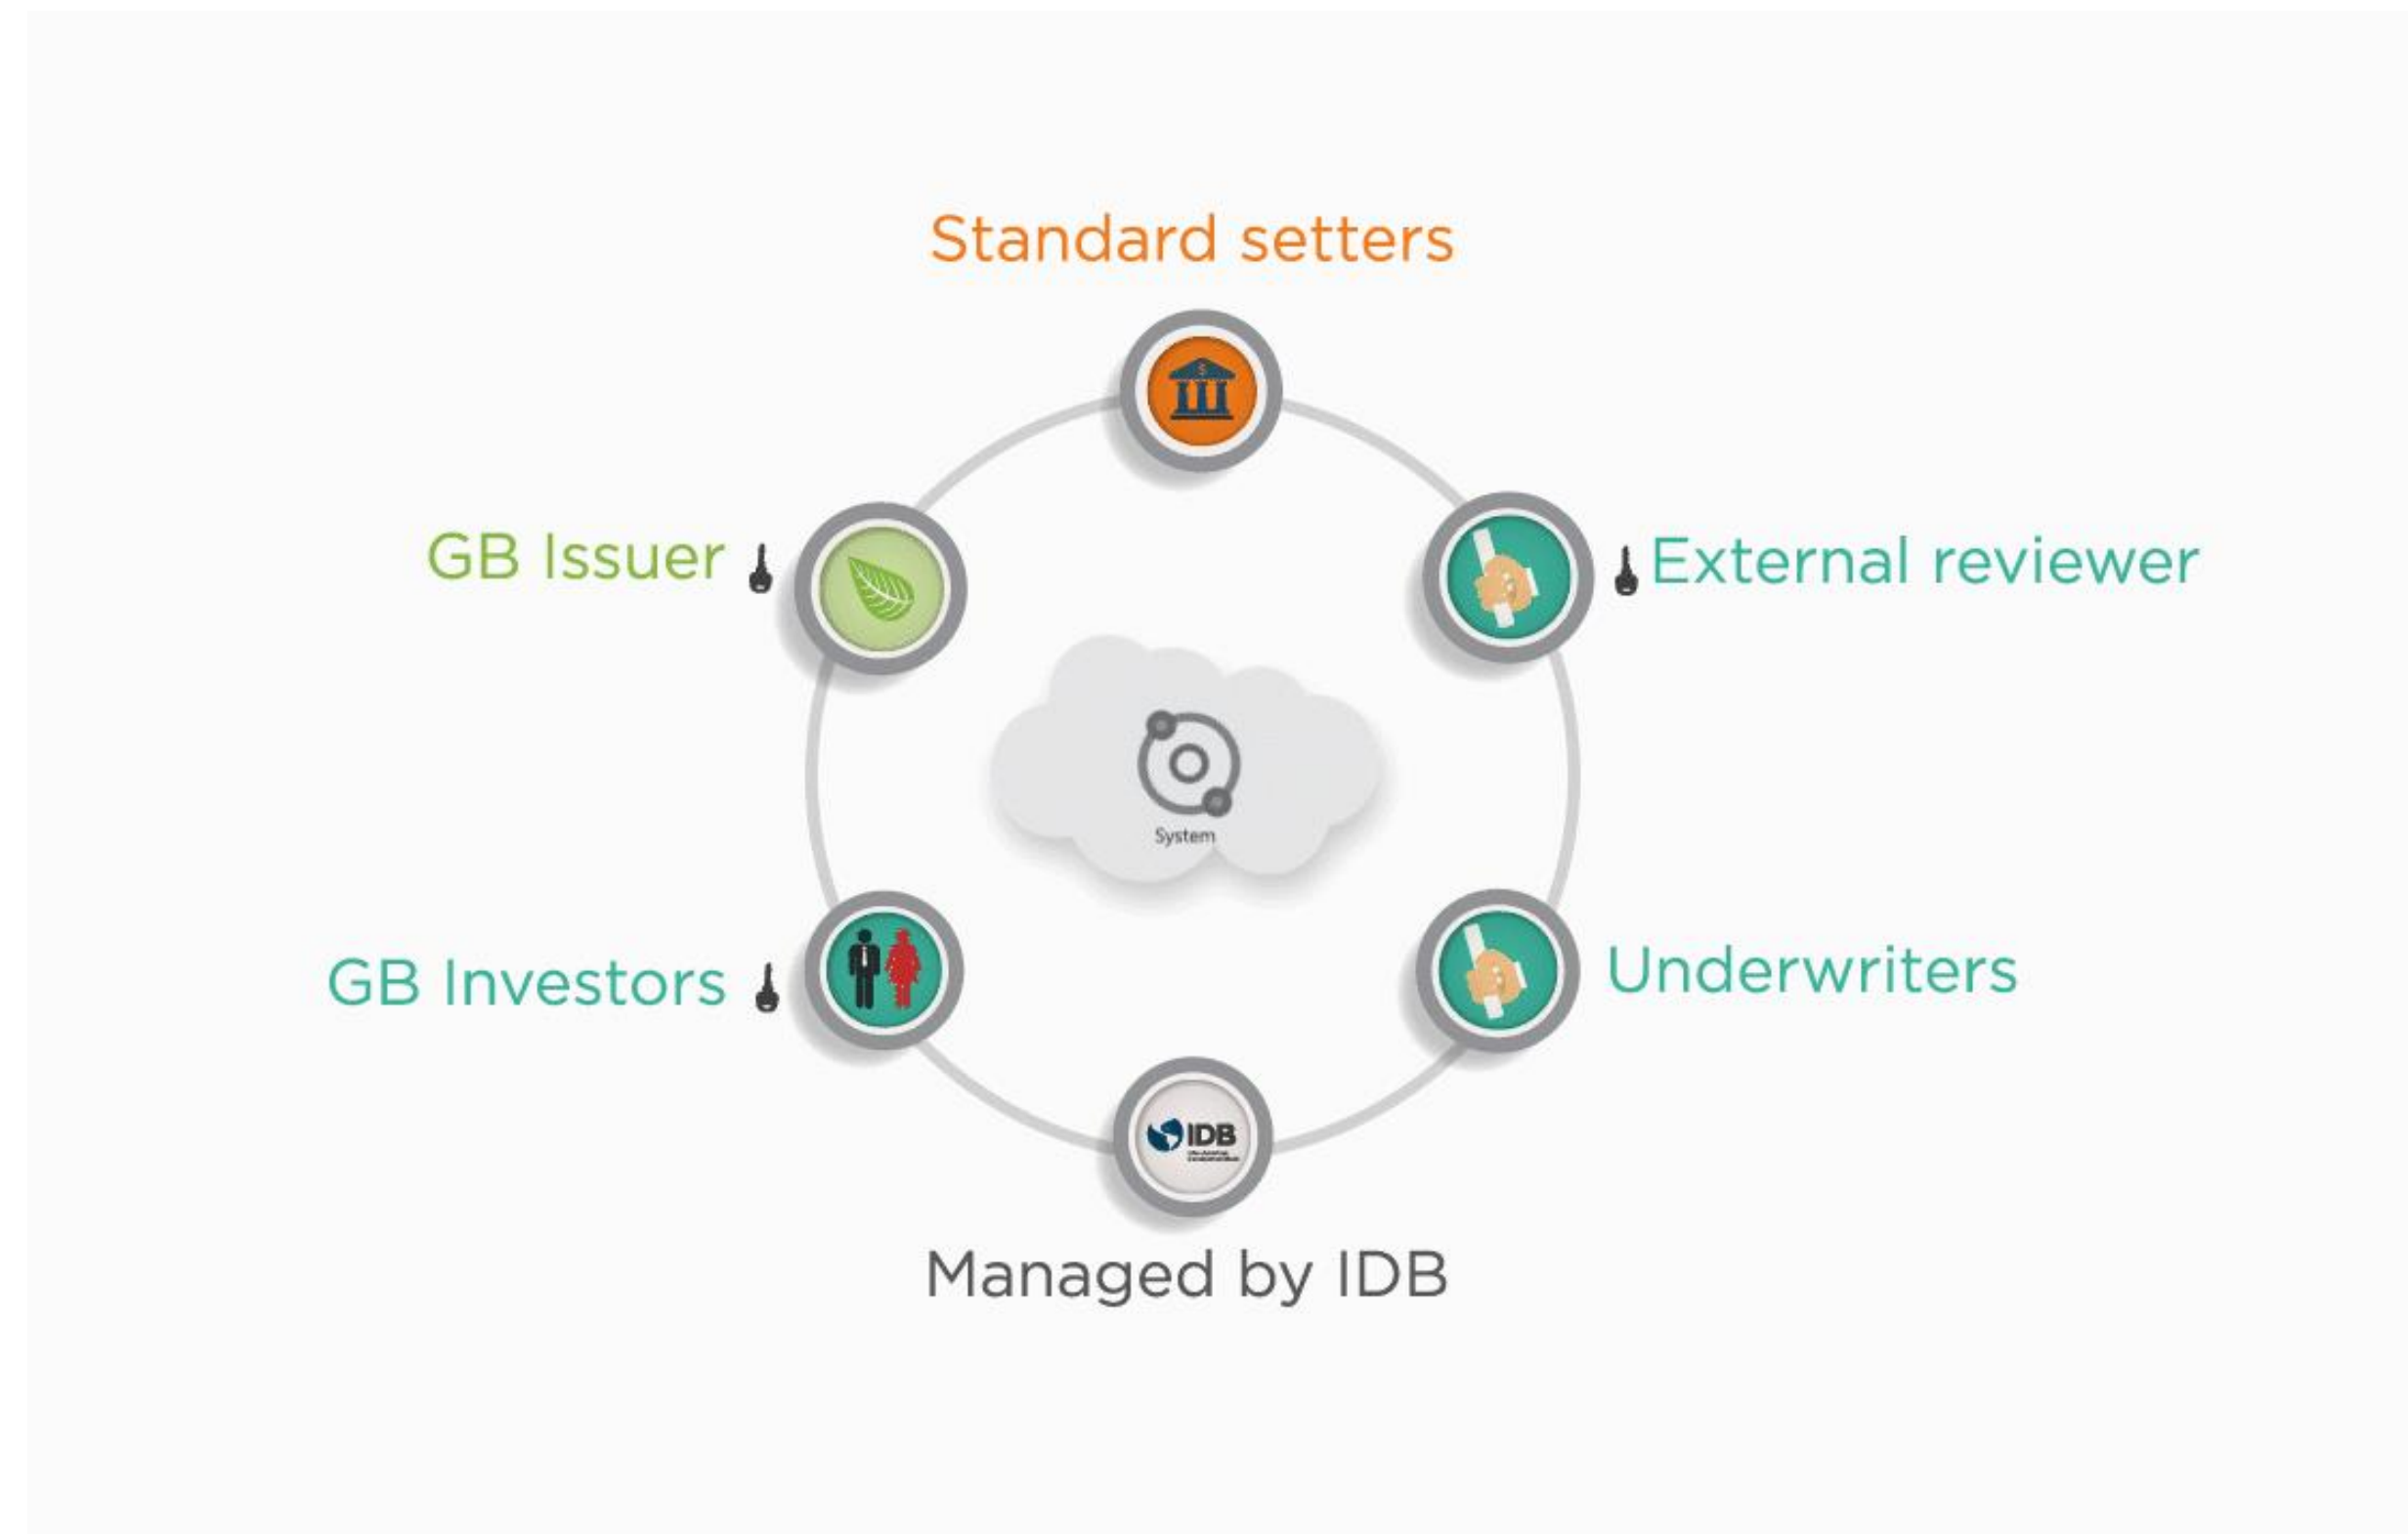 Standard setters
$
GB Issuer
External reviewer
System
GB Investors
Underwriters
IDB
Managed by IDB